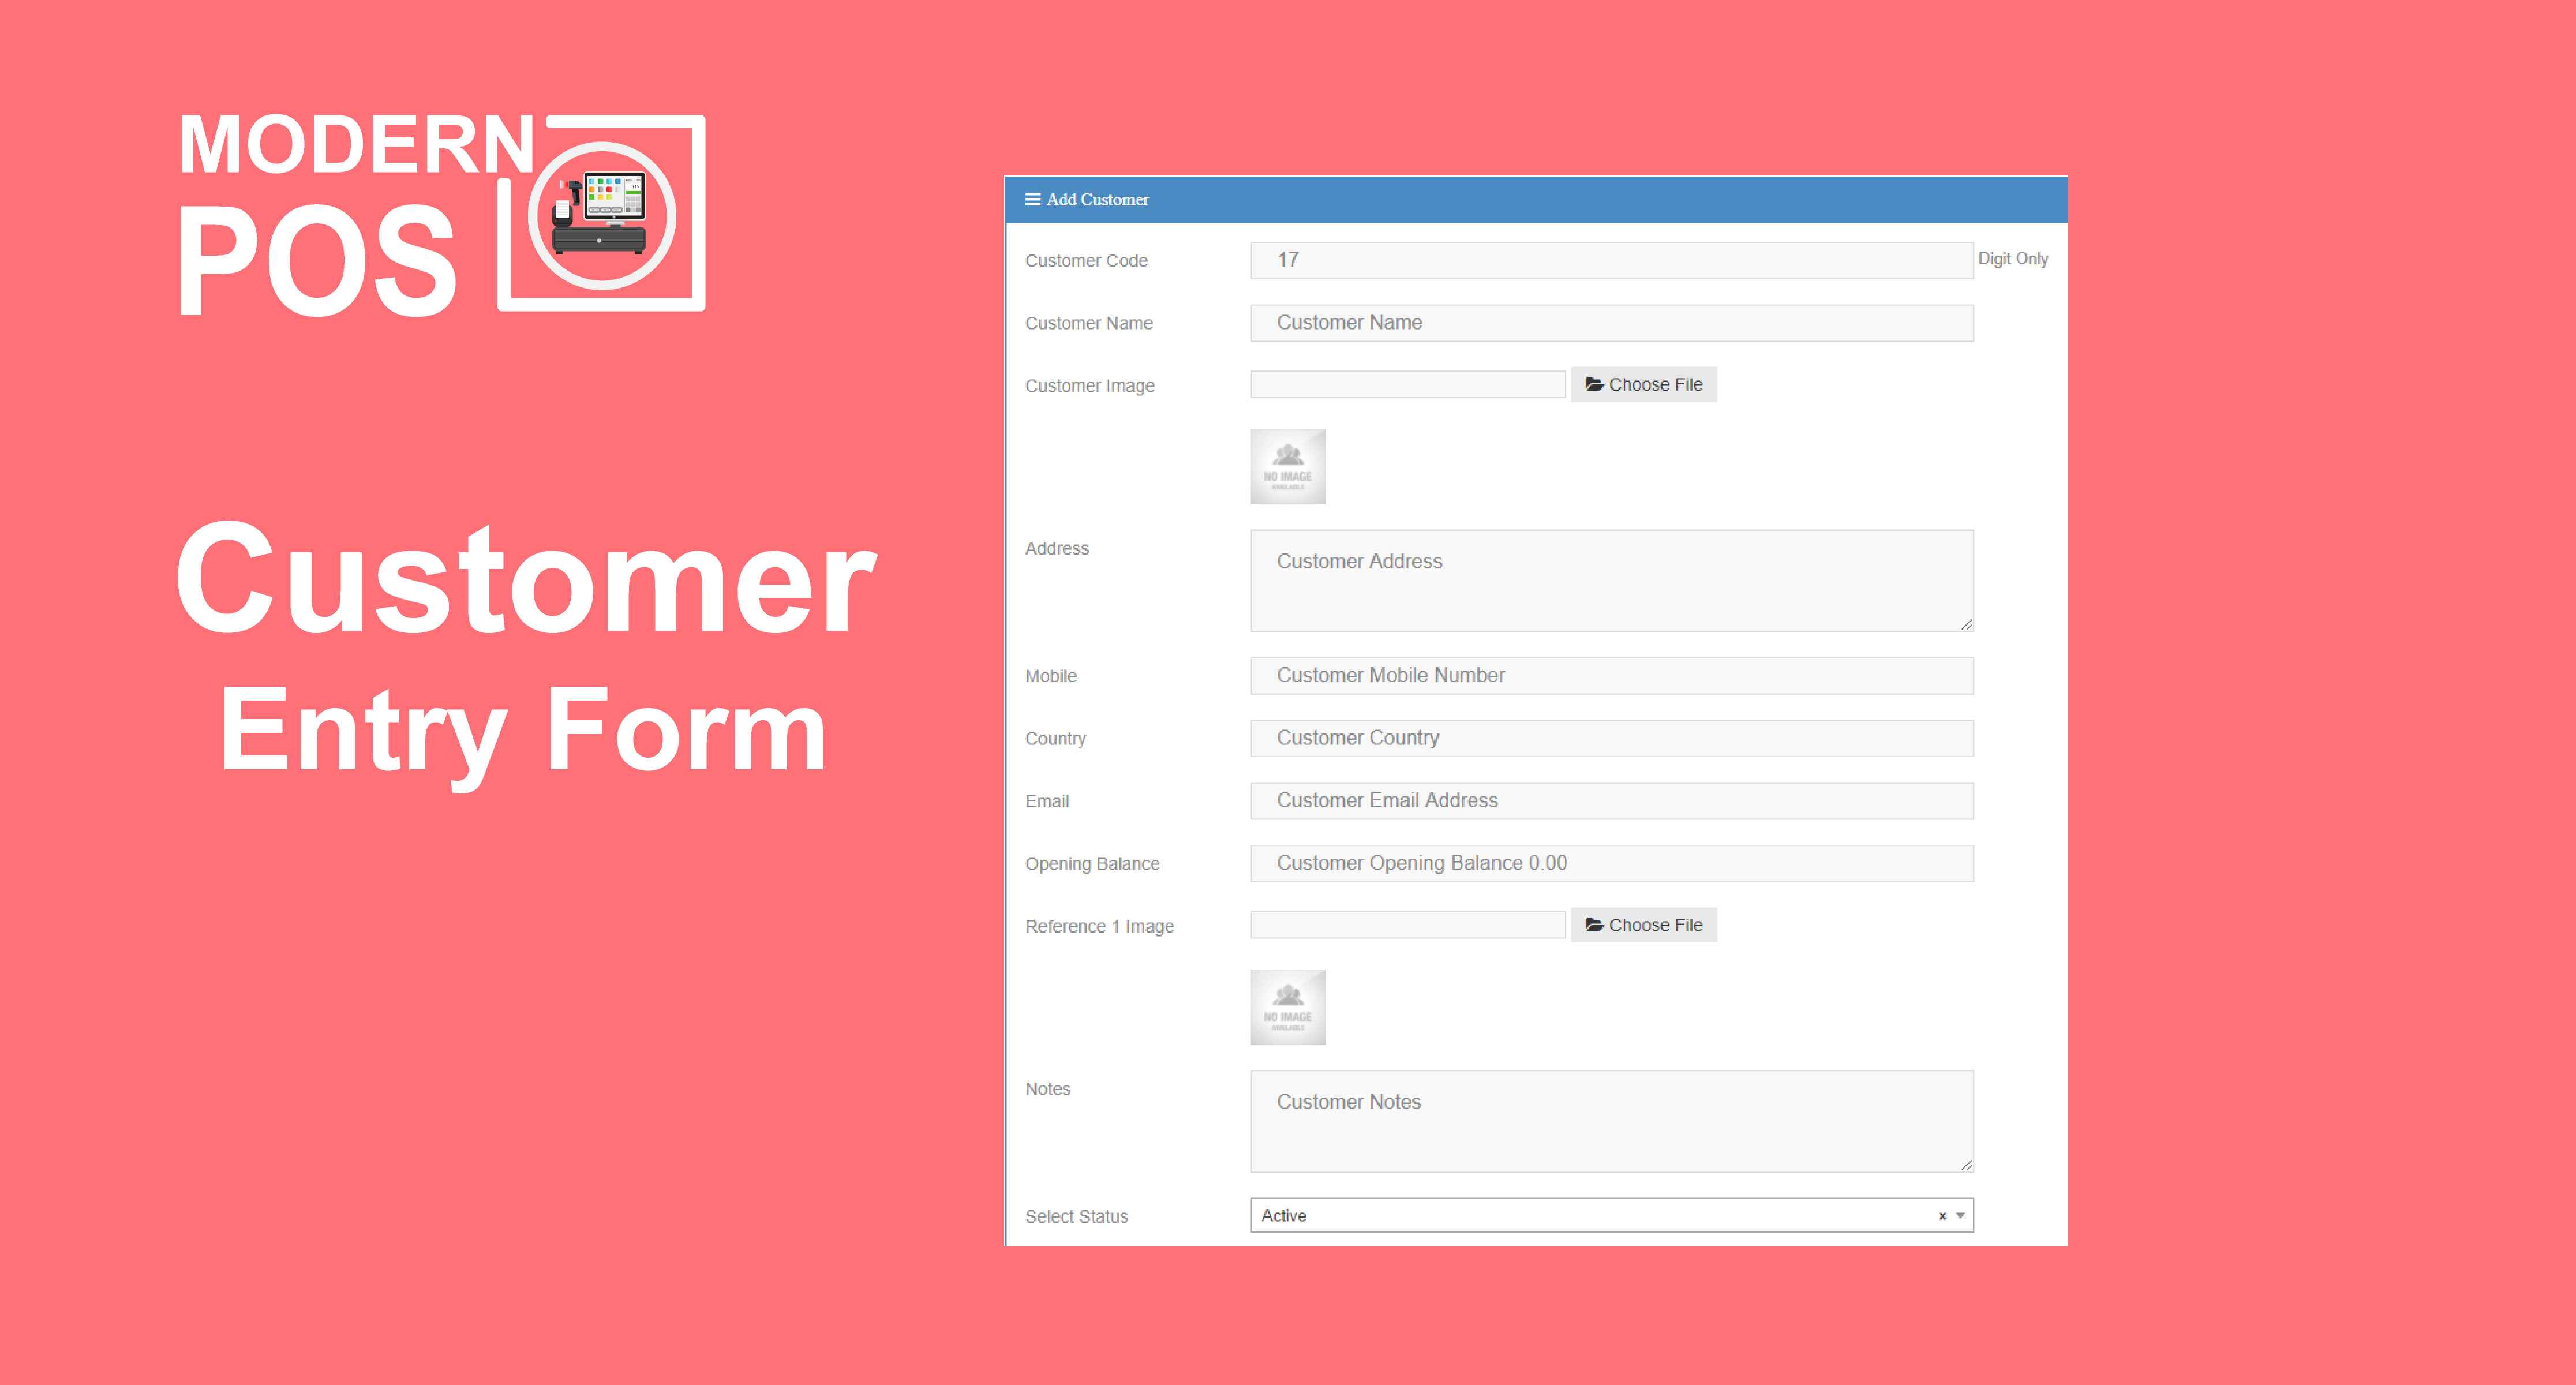 MODERN
POS
Customer
Entry Form
Add Customer
Customer Code 17 Digit Only
Customer Name Customer Name
Customer Image Choose File
NO IMAGE
AVAILABLE
Address Customer Address
Mobile Customer Mobile Number
Country Customer Country
Email Customer Email Address
Opening Balance Customer Opening Balance 0.00
Reference 1 Image Choose File
NO IMAGE
AVAILABLE
Notes Customer Notes
Select Status Active ×